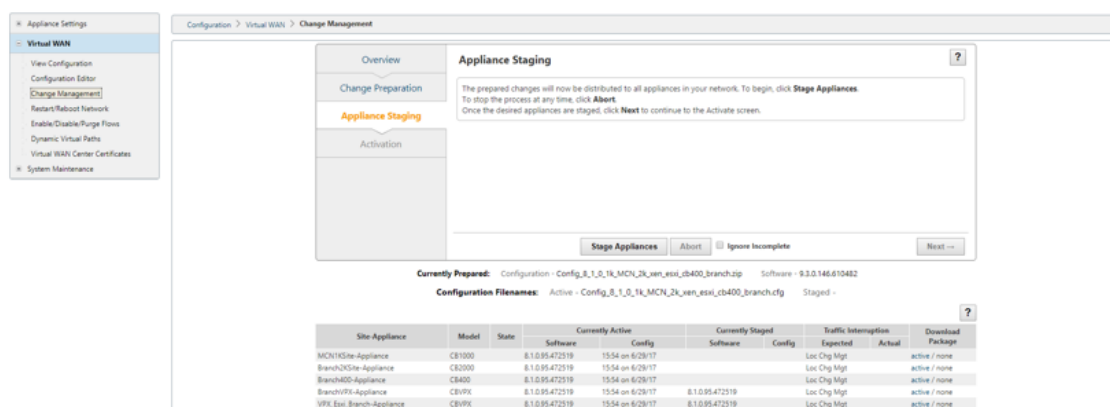 Appliance Settings
Virtual WAN
View Configuration
Configuration Editor
Change Management
Restart/Reboot Network
Enable/Disable/Purge Flows
Dynamic Virtual Paths
Virtual WAN Center Certificates
System Maintenance
Configuration > Virtual WAN > Change Management
Overview
Change Preparation
Appliance Staging
Activation
Appliance Staging ?
The prepared changes will now be distributed to all appliances in your network. To begin, click Stage Appliances.
To stop the process at any time, click Abort.
Once the desired appliances are staged, click Next to continue to the Activate screen.
Stage Appliances Abort Ignore Incomplete Next →
Currently Prepared: Configuration - Config_8_1_0_1k_MCN_2k_xen_esxi_cb400_branch.zip Software - 9.3.0.146.610482
Configuration Filenames: Active - Config_8_1_0_1k_MCN_2k_xen_esxi_cb400_branch.cfg Staged -
?
Site-Appliance Model State Currently Active Currently Staged Traffic Interruption Download Package
Software Config Software Config Expected Actual
MCN1KSite-Appliance CB1000 8.1.0.95.472519 15:54 on 6/29/17 Loc Chg Mgt active / none
Branch2KSite-Appliance CB2000 8.1.0.95.472519 15:54 on 6/29/17 Loc Chg Mgt active / none
Branch400-Appliance CB400 8.1.0.95.472519 15:54 on 6/29/17 Loc Chg Mgt active / none
BranchVPX-Appliance CBVPX 8.1.0.95.472519 15:54 on 6/29/17 8.1.0.95.472519 Loc Chg Mgt active / none
VPX_Esxi_Branch-Appliance CBVPX 8.1.0.95.472519 15:54 on 6/29/17 8.1.0.95.472519 Loc Chg Mgt active / none